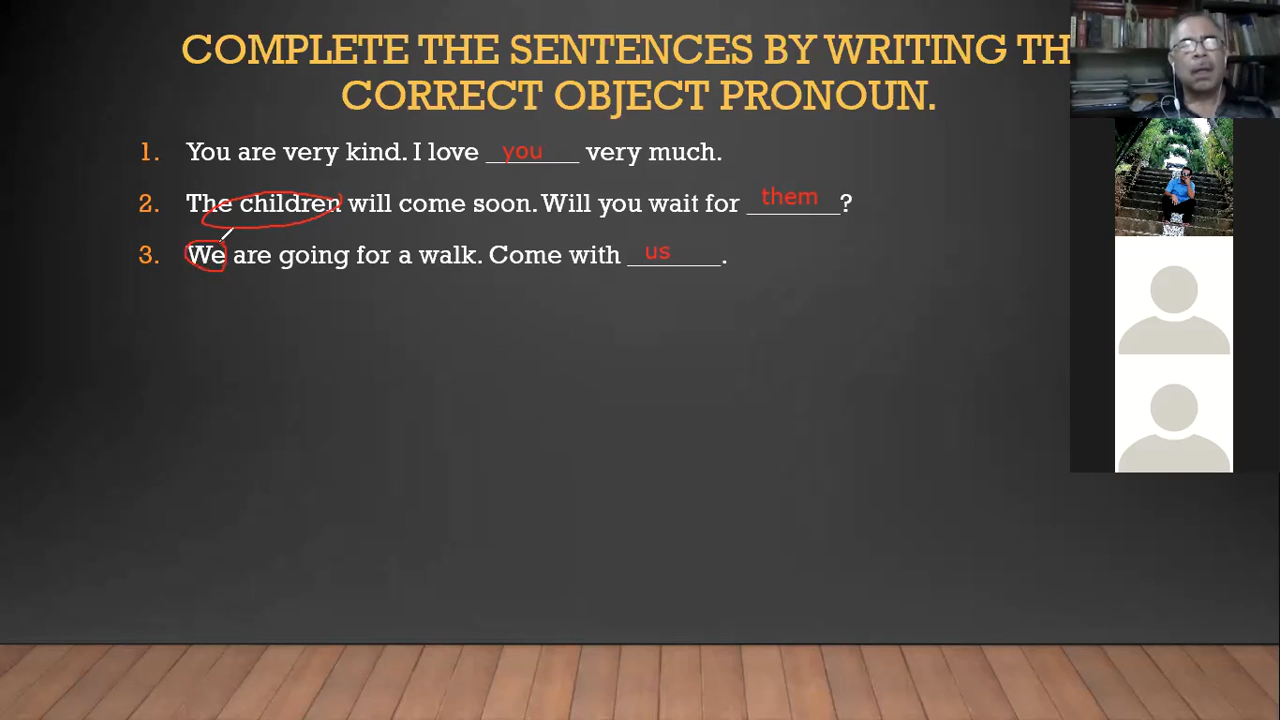 COMPLETE THE SENTENCES BY WRITING TH
CORRECT OBJECT PRONOUN.
1. You are very kind. I love you very much.
2. The children will come soon. Will you wait for them ?
3. We are going for a walk. Come with us .